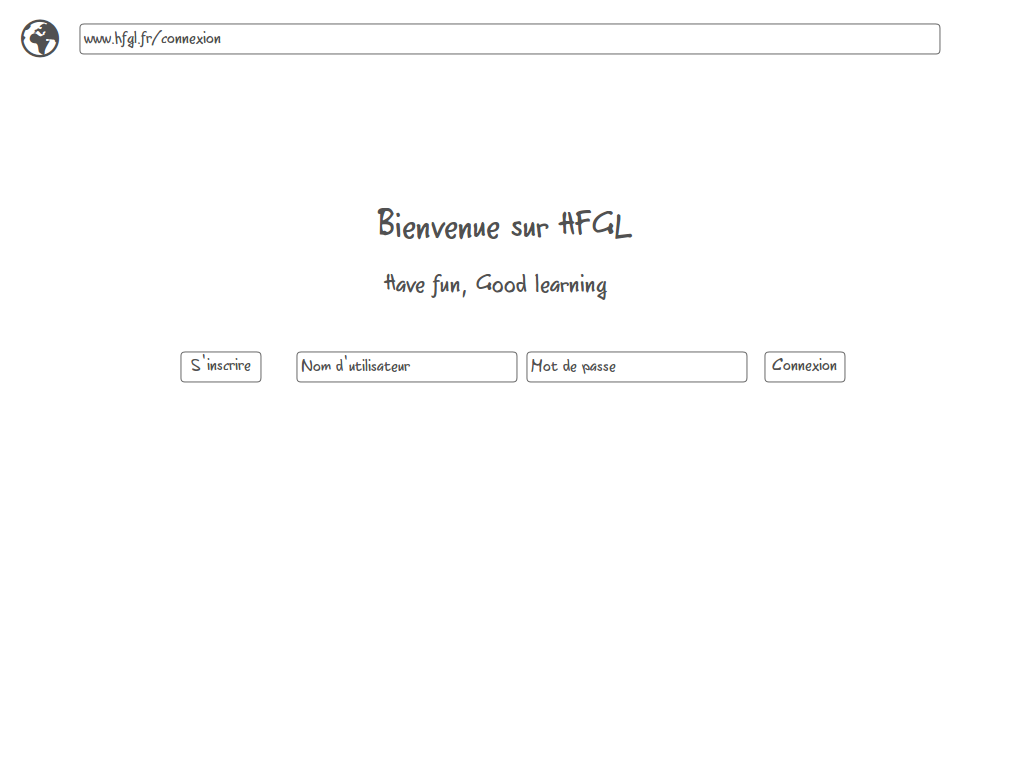 www.hfgl.fr/connexion
Bienvenue sur HFGL
Have fun, Good learning
S'inscrire Nom d'utilisateur Mot de passe Connexion